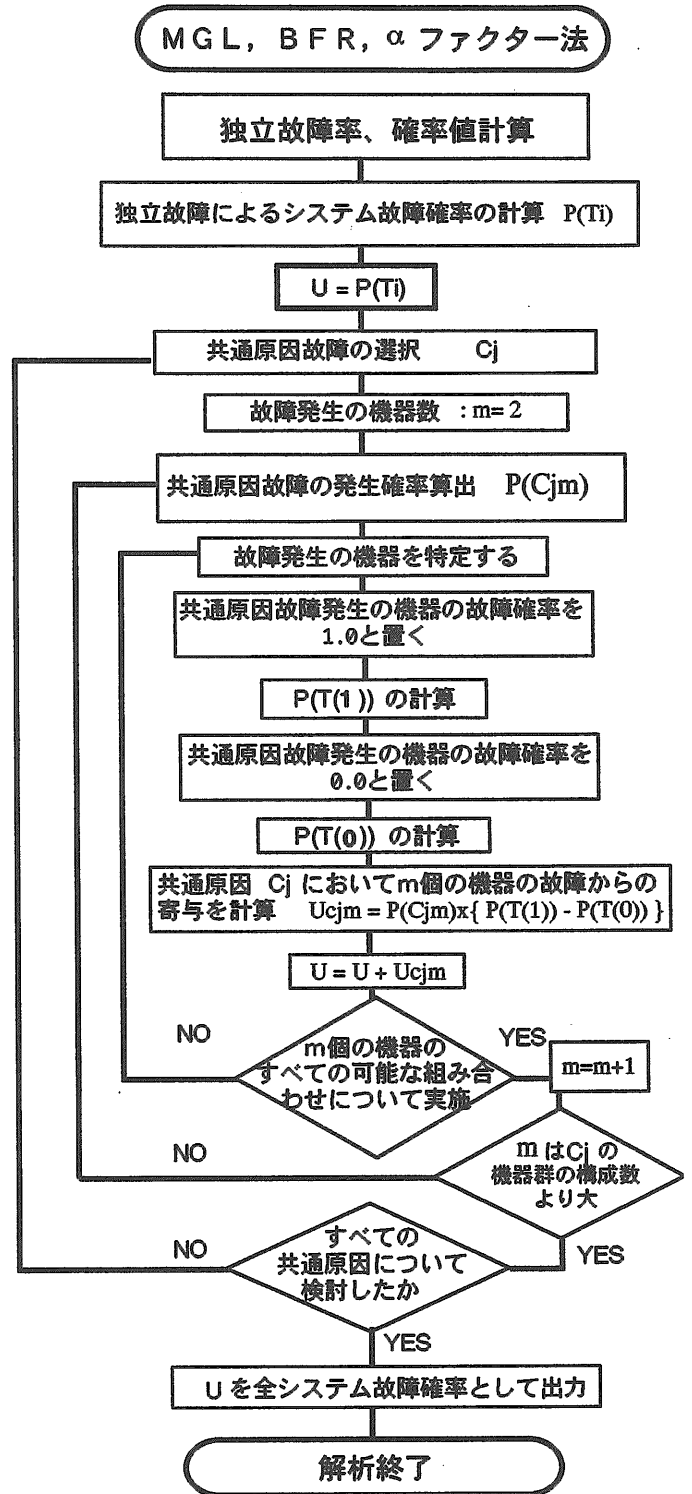 MGL, BFR, α ファクター法
独立故障率、確率値計算
独立故障によるシステム故障確率の計算 P(Ti)
U = P(Ti)
共通原因故障の選択 Cj
故障発生の機器数 : m= 2
共通原因故障の発生確率算出 P(Cjm)
故障発生の機器を特定する
共通原因故障発生の機器の故障確率を
1.0と置く
P(T(1)) の計算
共通原因故障発生の機器の故障確率を
0.0と置く
P(T(0)) の計算
共通原因 Cj においてm個の機器の故障からの
寄与を計算 Ucjm = P(Cjm)x{ P(T(1)) - P(T(0)) }
U = U + Ucjm
NO
m個の機器の
すべての可能な組み合
わせについて実施
YES
m=m+1
NO
m はCj の
機器群の構成数
より大
YES
NO
すべての
共通原因について
検討したか
YES
U を全システム故障確率として出力
解析終了